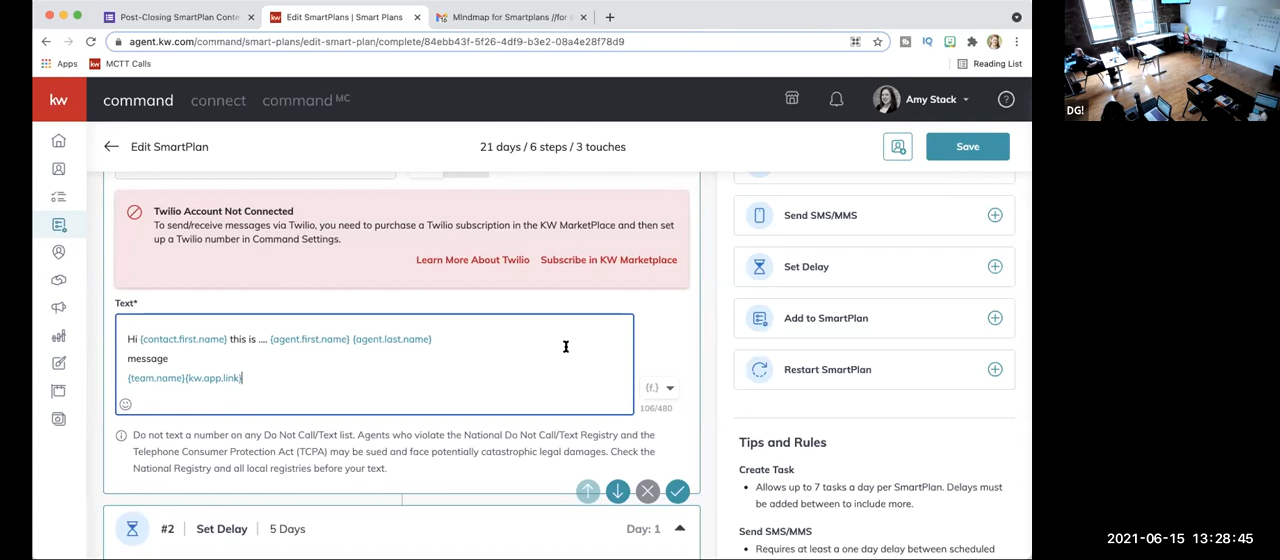 Post-Closing SmartPlan Conte
Edit SmartPlans | Smart Plans
MIndmap for Smartplans //for
agent.kw.com/command/smart-plans/edit-smart-plan/complete/84ebb43f-5f26-4df9-b3e2-08a4e28f78d9
Apps
MCTT Calls
Reading List
kw
command
connect
command MC
Amy Stack
Edit SmartPlan
21 days / 6 steps / 3 touches
Save
Twilio Account Not Connected
To send/receive messages via Twilio, you need to purchase a Twilio subscription in the KW MarketPlace and then set
up a Twilio number in Command Settings.
Learn More About Twilio
Subscribe in KW Marketplace
Text*
Hi {contact.first.name} this is .... {agent.first.name} {agent.last.name}
message
{team.name}{kw.app.link}
{f.}
106/480
Do not text a number on any Do Not Call/Text list. Agents who violate the National Do Not Call/Text Registry and the
Telephone Consumer Protection Act (TCPA) may be sued and face potentially catastrophic legal damages. Check the
National Registry and all local registries before your text.
#2 | Set Delay | 5 Days
Day: 1
Send SMS/MMS
Set Delay
Add to SmartPlan
Restart SmartPlan
Tips and Rules
Create Task
• Allows up to 7 tasks a day per SmartPlan. Delays must
be added between to include more.
Send SMS/MMS
• Requires at least a one day delay between scheduled
DG!
2021-06-15 13:28:45